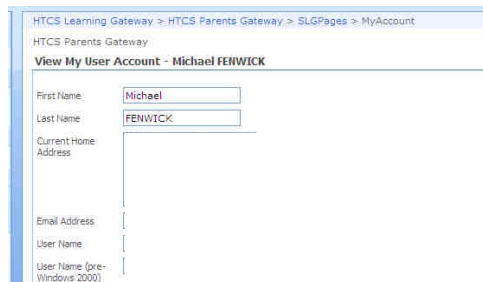 HTCS Learning Gateway > HTCS Parents Gateway > SLGPages > MyAccount
HTCS Parents Gateway
View My User Account - Michael FENWICK
First Name Michael
Last Name FENWICK
Current Home
Address
Email Address
User Name
User Name (pre-
Windows 2000)